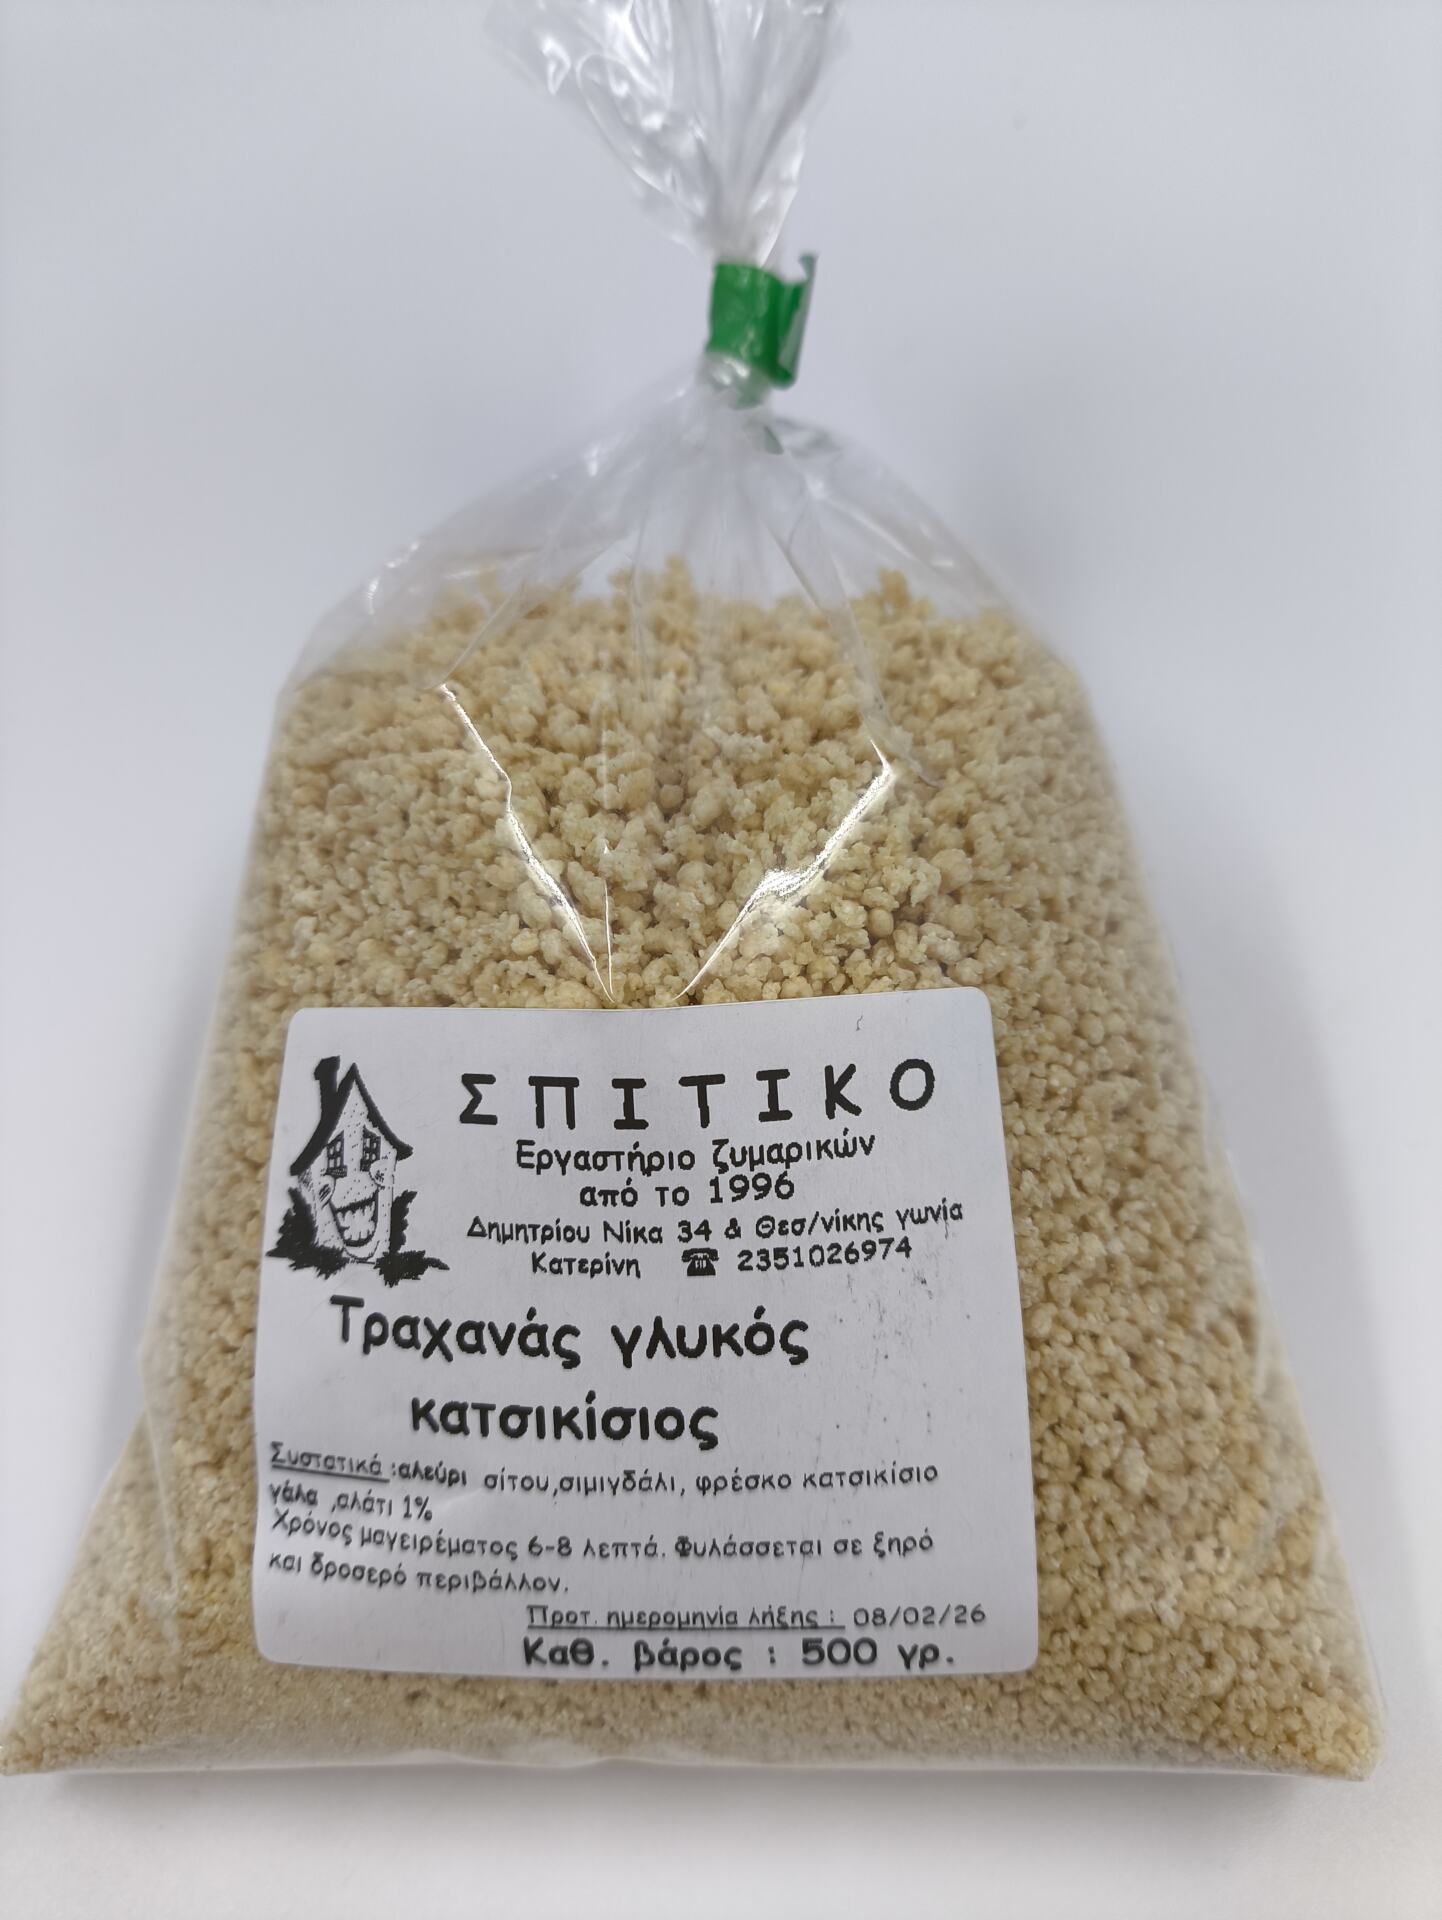 ΣΠΙΤΙΚΟ
Εργαστήριο ζυμαρικών
από το 1996
Δημητρίου Νίκα 34 & Θεσ/νίκης γωνία
Κατερίνη ☎ 2351026974
Τραχανάς γλυκός
κατσικίσιος
Συστατικά :αλεύρι σίτου,σιμιγδάλι, φρέσκο κατσικίσιο
γάλα ,αλάτι 1%
Χρόνος μαγειρέματος 6-8 λεπτά. Φυλάσσεται σε ξηρό
και δροσερό περιβάλλον.
Προτ. ημερομηνία λήξης : 08/02/26
Καθ. βάρος : 500 γρ.